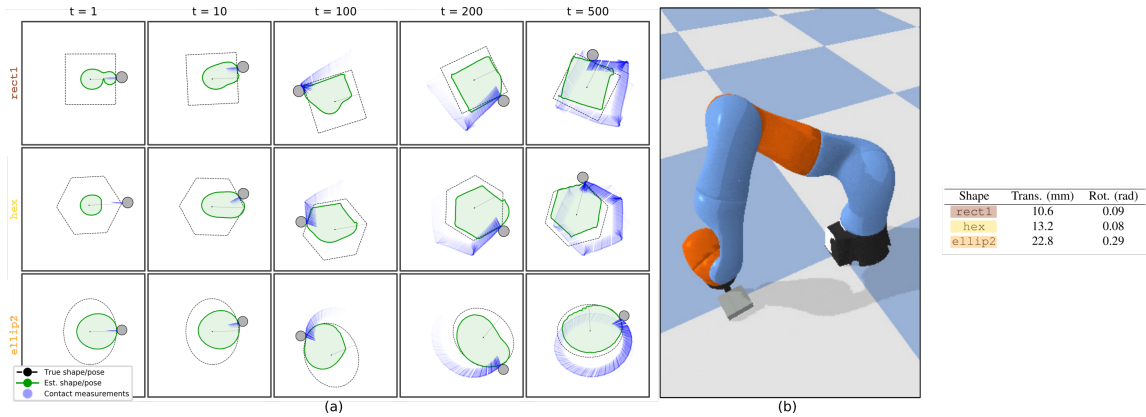 t = 1 t = 10 t = 100 t = 200 t = 500
rect1
hex
ellip2
True shape/pose
Est. shape/pose
Contact measurements
(a)
(b)
Shape Trans. (mm) Rot. (rad)
rect1 10.6 0.09
hex 13.2 0.08
ellip2 22.8 0.29